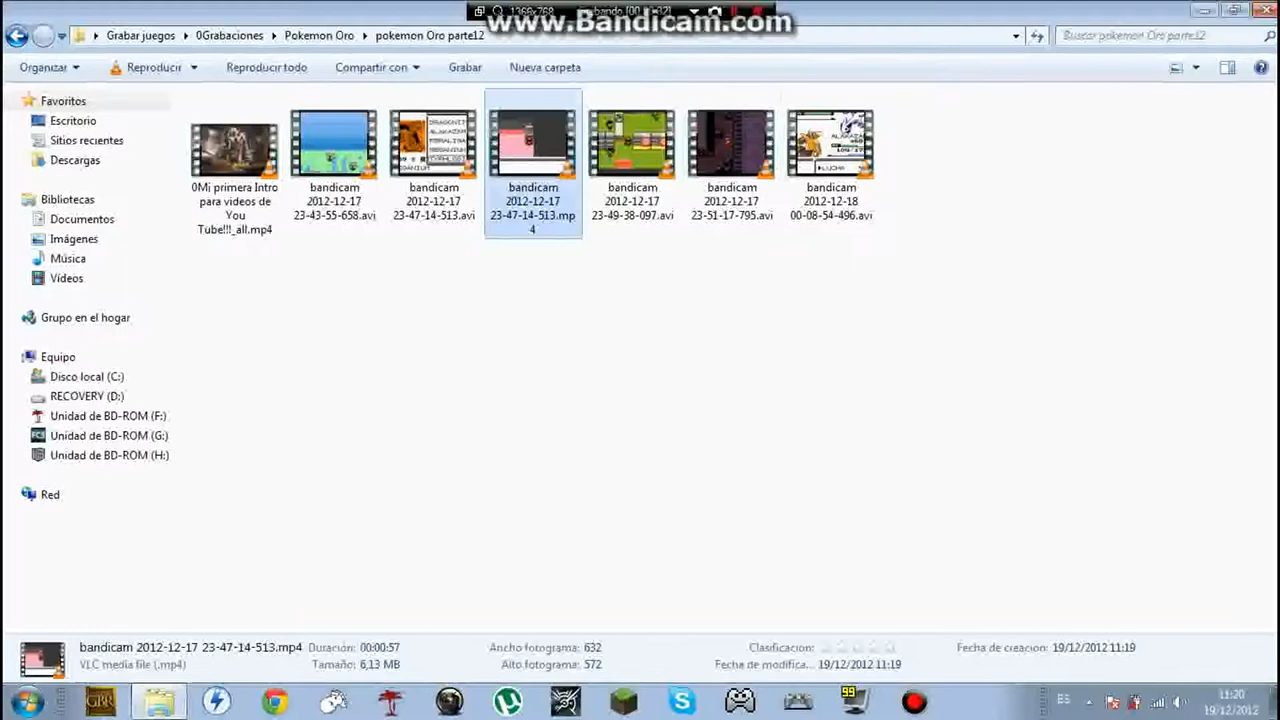 1366x768
www.Bandicam.com
Grabar juegos
0Grabaciones
Pokemon Oro
pokemon Oro parte12
Buscar pokemon Oro parte12
Organizar
Reproducir
Reproducir todo
Compartir con
Grabar
Nueva carpeta
Favoritos
Escritorio
Sitios recientes
Descargas
Bibliotecas
Documentos
Imágenes
Música
Vídeos
Grupo en el hogar
Equipo
Disco local (C:)
RECOVERY (D:)
Unidad de BD-ROM (F:)
Unidad de BD-ROM (G:)
Unidad de BD-ROM (H:)
Red
0Mi primera Intro
para videos de
You
Tube!!!_all.mp4
bandicam
2012-12-17
23-43-55-658.avi
bandicam
2012-12-17
23-47-14-513.avi
bandicam
2012-12-17
23-47-14-513.mp
4
bandicam
2012-12-17
23-49-38-097.avi
bandicam
2012-12-17
23-51-17-795.avi
bandicam
2012-12-18
00-08-54-496.avi
bandicam 2012-12-17 23-47-14-513.mp4
VLC media file (.mp4)
Duración: 00:00:57
Tamaño: 6,13 MB
Ancho fotograma: 632
Alto fotograma: 572
Clasificación:
Fecha de modifica... 19/12/2012 11:19
Fecha de creación: 19/12/2012 11:19
GBR
99
ES
11:20
19/12/2012